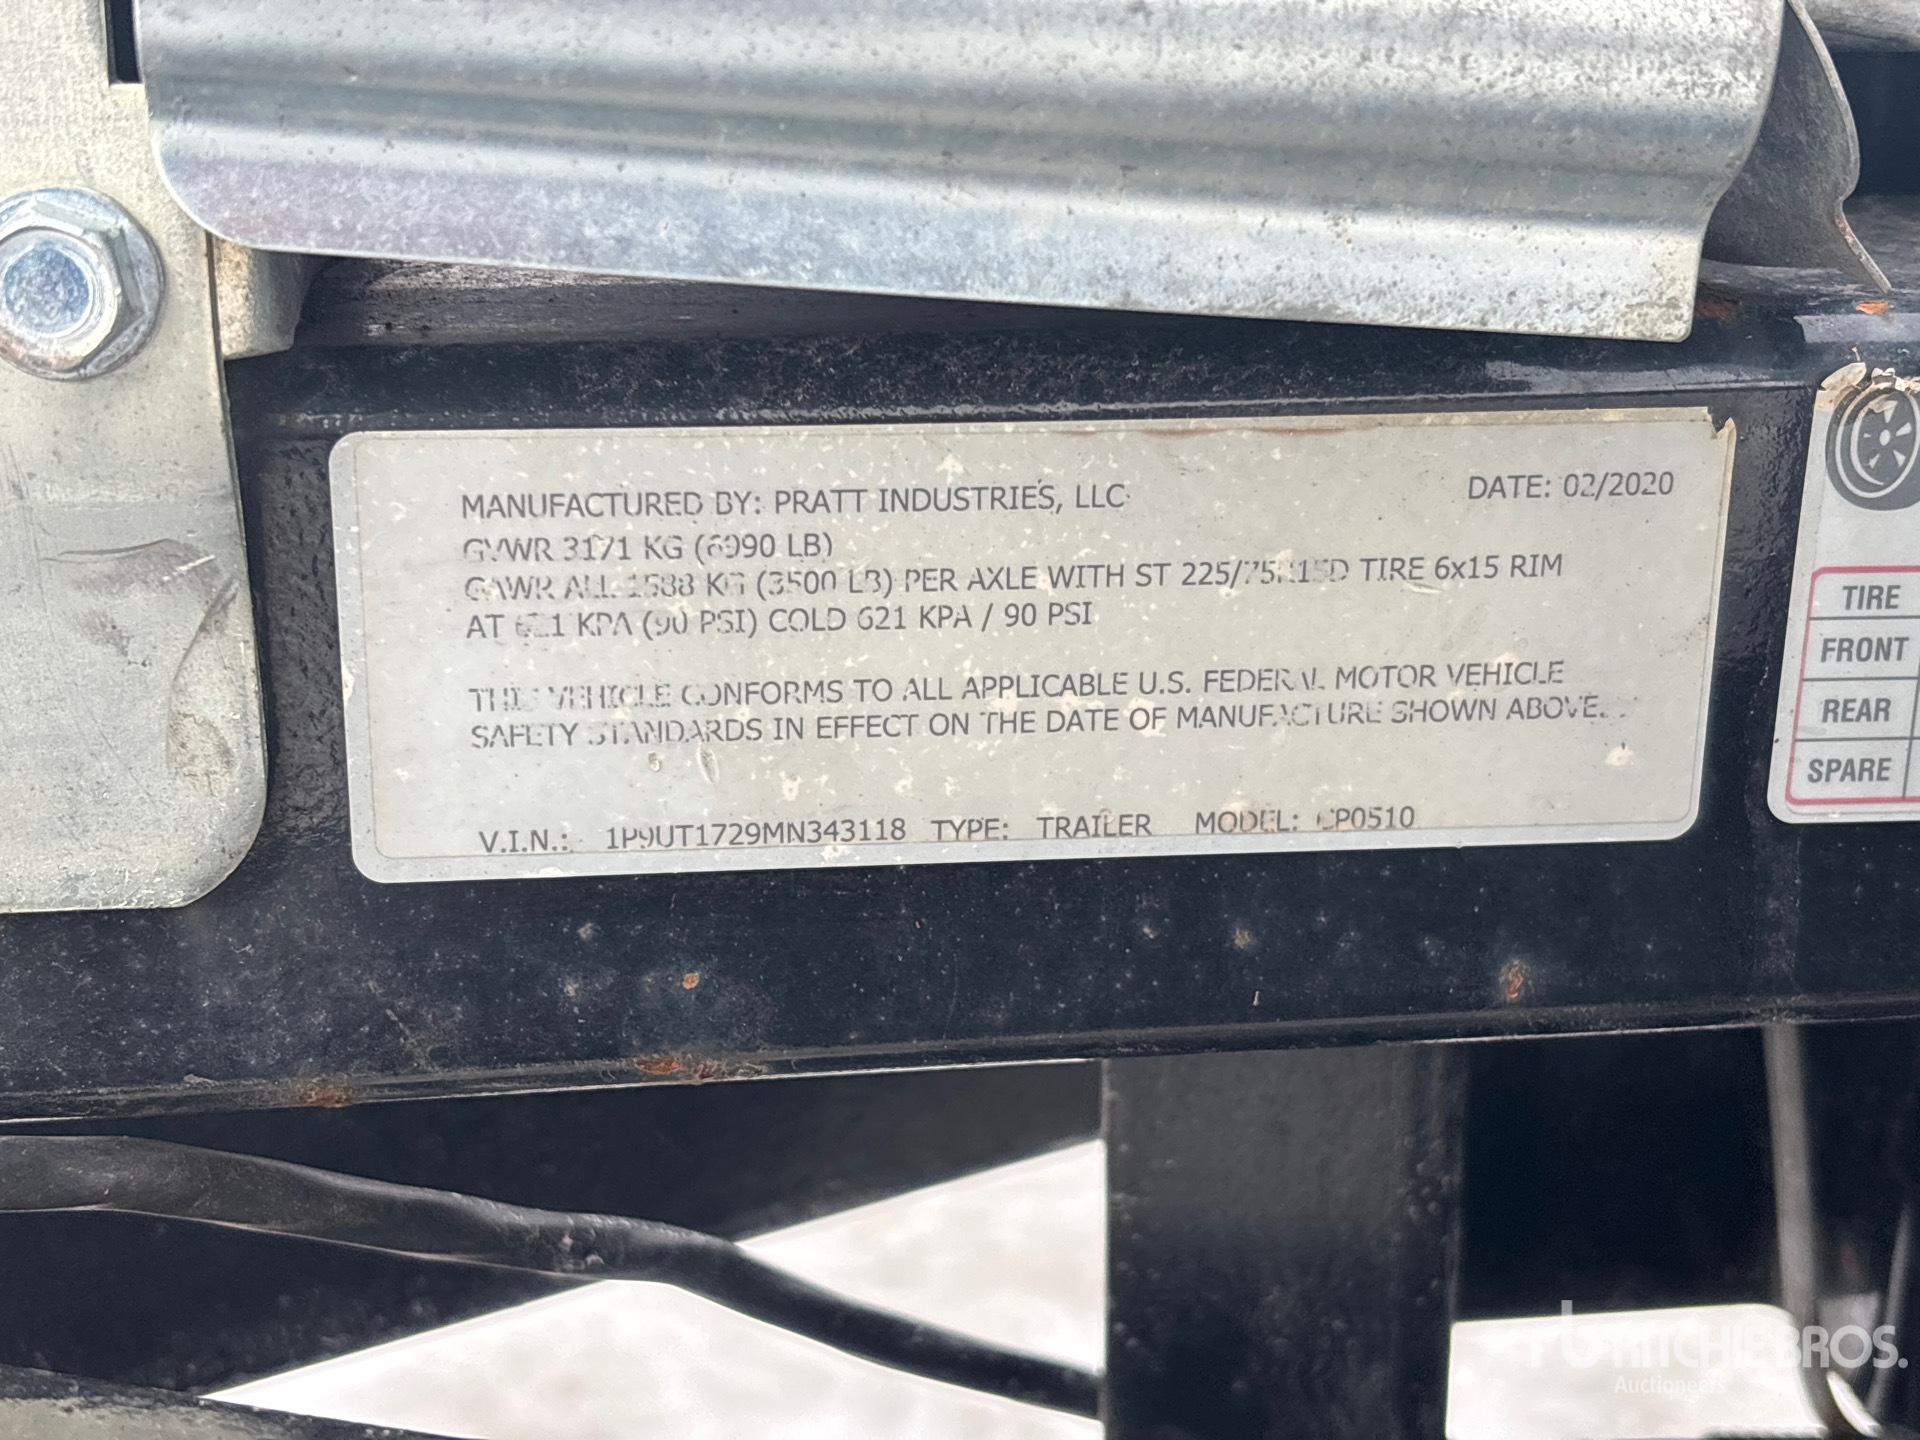 MANUFACTURED BY: PRATT INDUSTRIES, LLC DATE: 02/2020
GVWR 3171 KG (6990 LB)
GAWR ALL 1588 KG (3500 LB) PER AXLE WITH ST 225/75R15D TIRE 6x15 RIM
AT 621 KPA (90 PSI) COLD 621 KPA / 90 PSI
THIS VEHICLE CONFORMS TO ALL APPLICABLE U.S. FEDERAL MOTOR VEHICLE
SAFETY STANDARDS IN EFFECT ON THE DATE OF MANUFACTURE SHOWN ABOVE.
V.I.N.: 1P9UT1729MN343118 TYPE: TRAILER MODEL:
TIRE
FRONT
REAR
SPARE
RITCHIE BROS.
Auctioneers